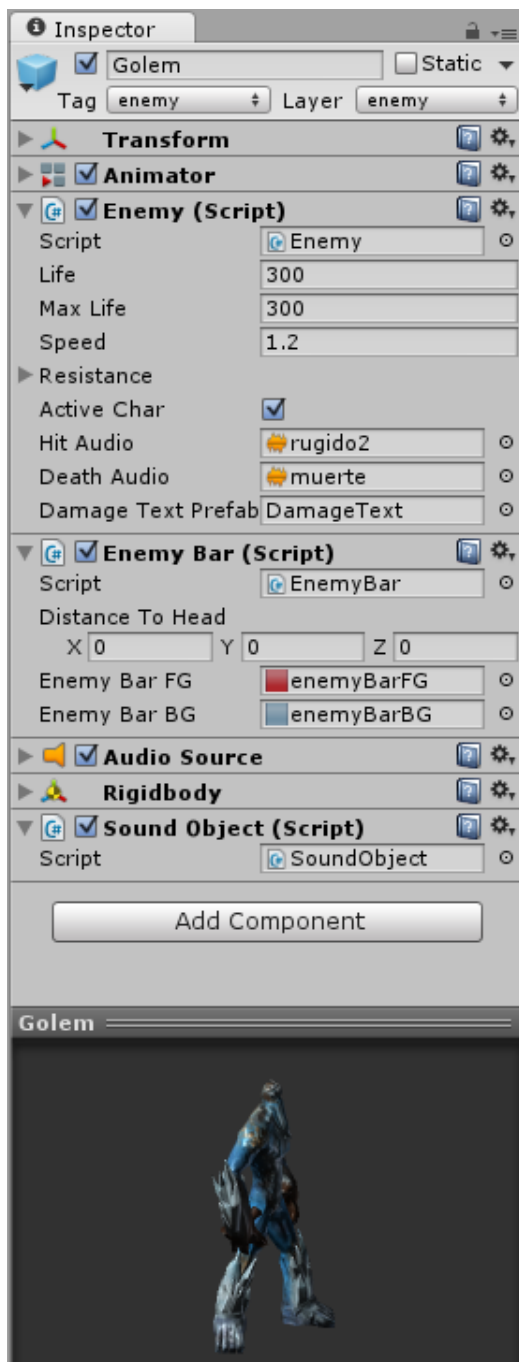 Inspector
Golem Static
Tag enemy Layer enemy
Transform
Animator
Enemy (Script)
Script Enemy
Life 300
Max Life 300
Speed 1.2
Resistance
Active Char
Hit Audio rugido2
Death Audio muerte
Damage Text Prefab DamageText
Enemy Bar (Script)
Script EnemyBar
Distance To Head
X 0 Y 0 Z 0
Enemy Bar FG enemyBarFG
Enemy Bar BG enemyBarBG
Audio Source
Rigidbody
Sound Object (Script)
Script SoundObject
Add Component
Golem